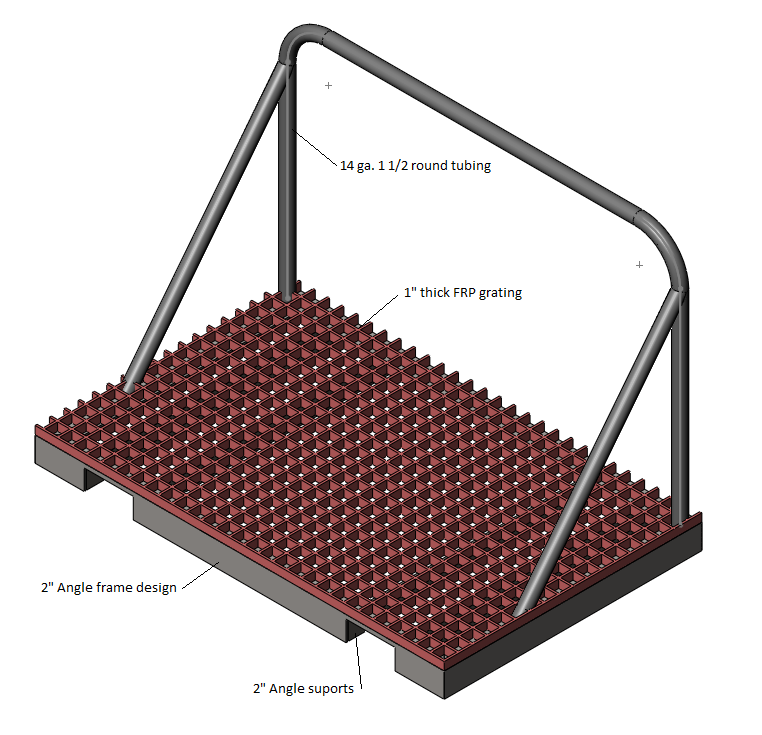 14 ga. 1 1/2 round tubing
1" thick FRP grating
2" Angle frame design
2" Angle suports